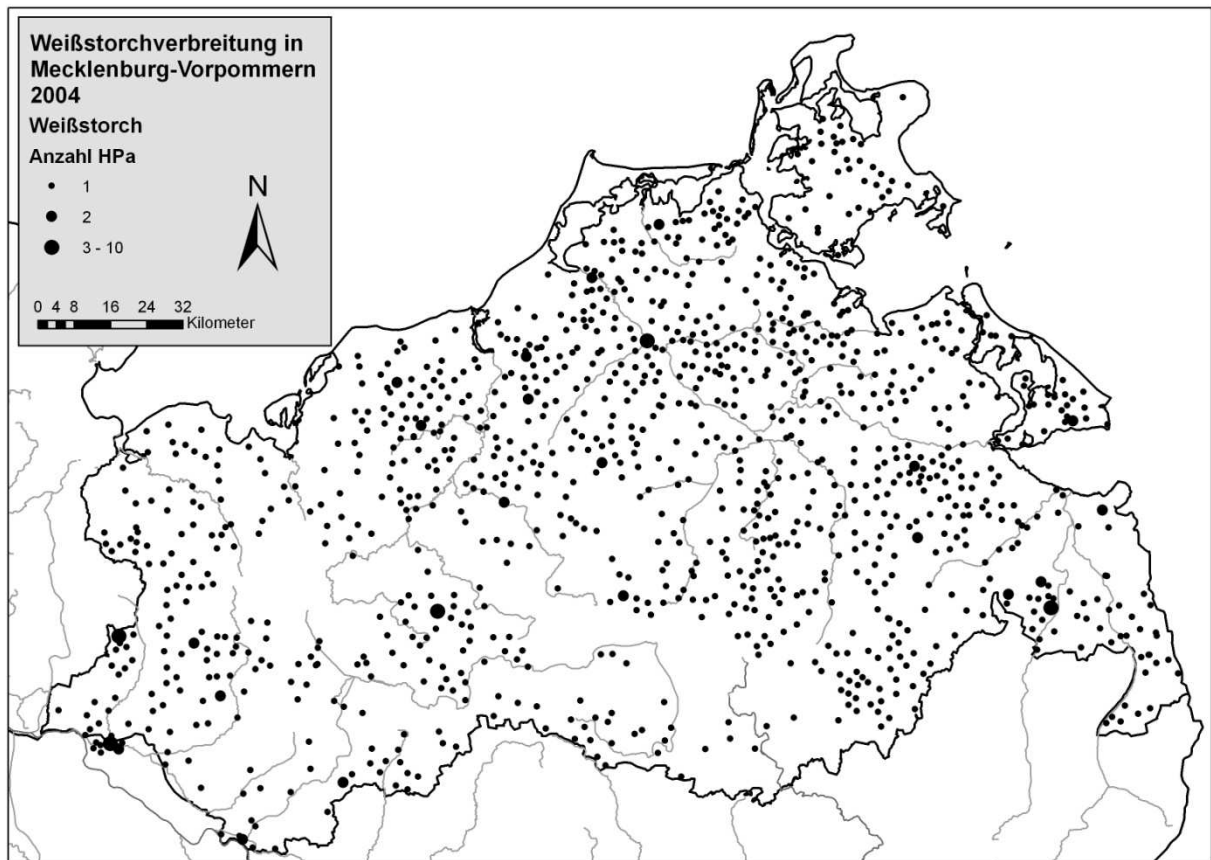 Weißstorchverbreitung in
Mecklenburg-Vorpommern
2004
Weißstorch
Anzahl HPa
1
2
3 - 10
N
0 4 8 16 24 32
Kilometer